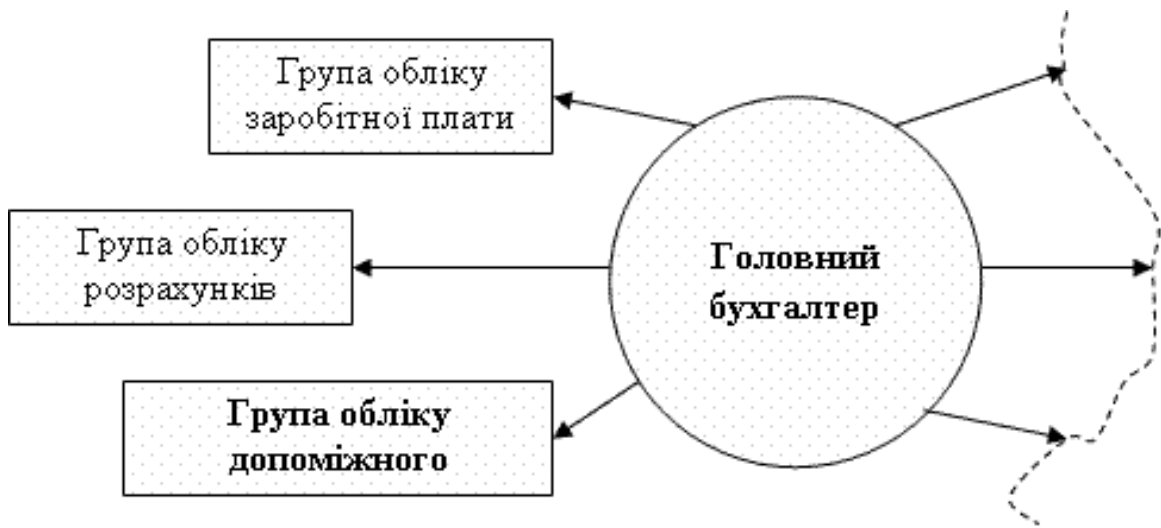 Група обліку
заробітної плати
Група обліку
розрахунків
Головний
бухгалтер
Група обліку
допоміжного